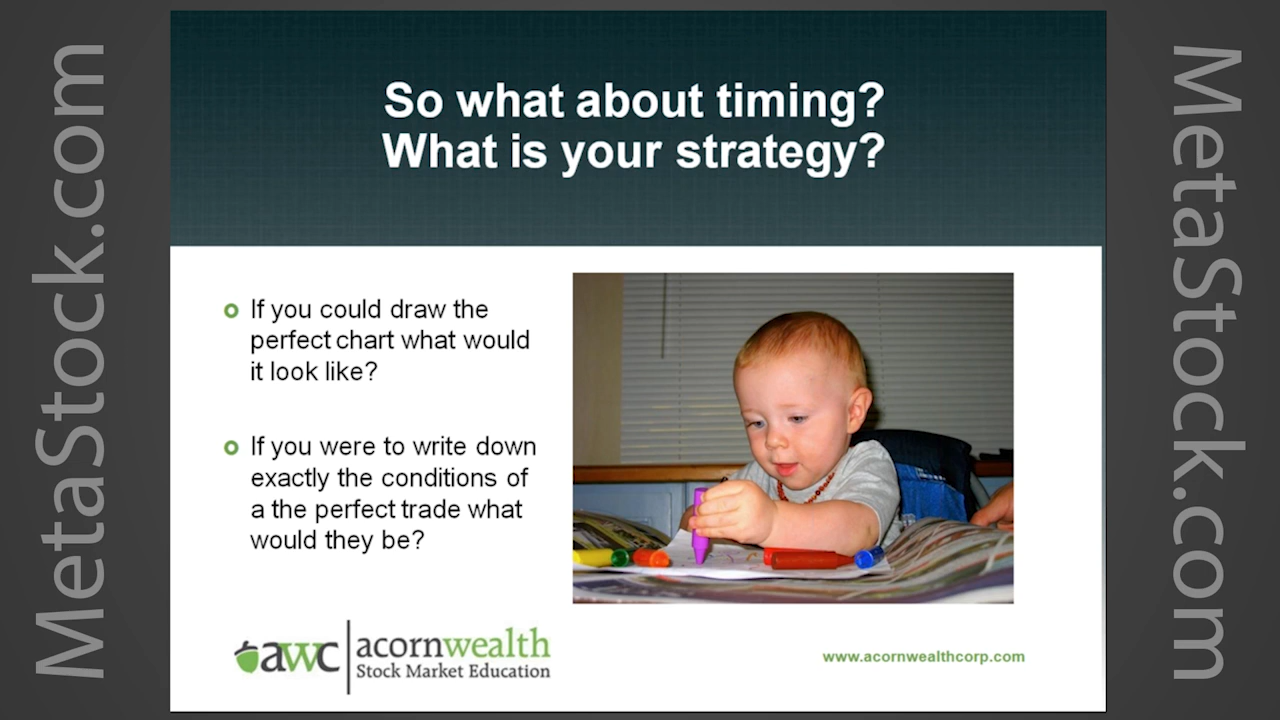 MetaStock.com
So what about timing?
What is your strategy?
If you could draw the
perfect chart what would
it look like?
If you were to write down
exactly the conditions of
a the perfect trade what
would they be?
awc
acornwealth
Stock Market Education
www.acornwealthcorp.com
MetaStock.com